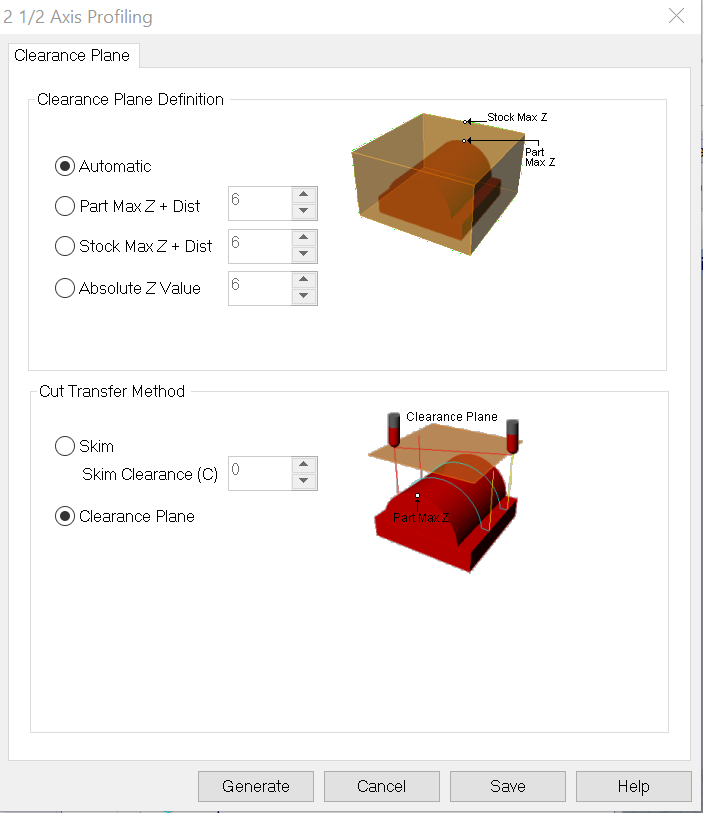 2 1/2 Axis Profiling
Clearance Plane
Clearance Plane Definition
Stock Max Z
Part
Max Z
Automatic
Part Max Z + Dist
6
Stock Max Z + Dist
6
Absolute Z Value
6
Cut Transfer Method
Clearance Plane
Skim
Skim Clearance (C)
0
Clearance Plane
Part Max Z
Generate
Cancel
Save
Help